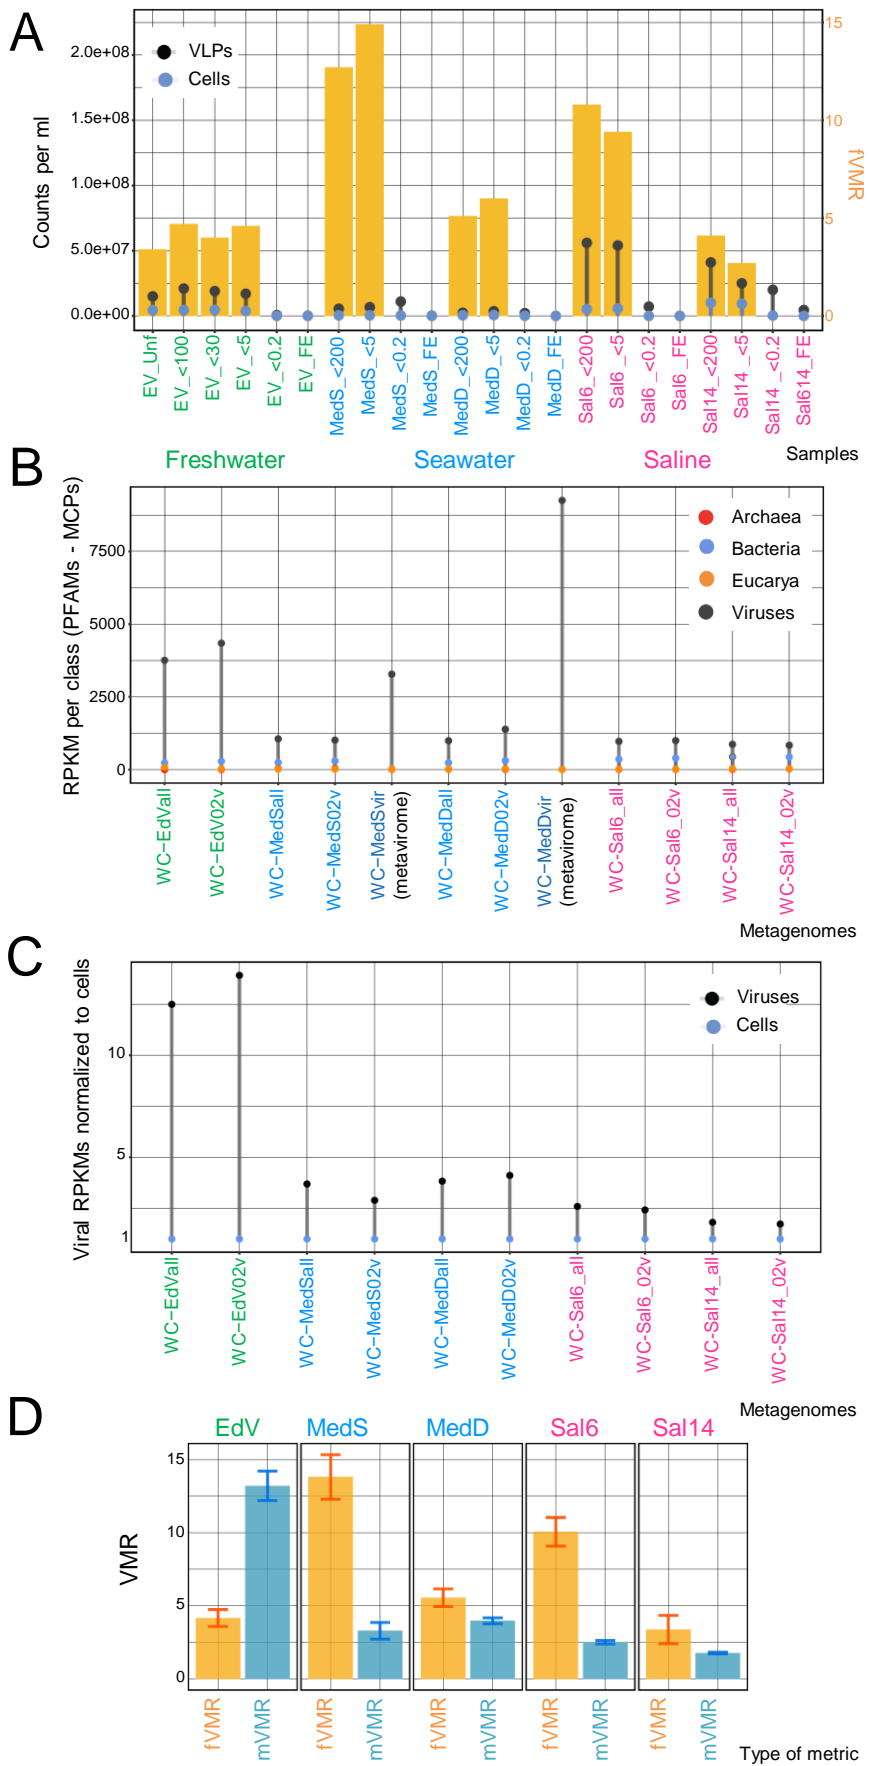 A
VLPs
Cells
Counts per ml
2.0e+08
1.5e+08
1.0e+08
5.0e+07
0.0e+00
15
10
5
0
fVMR
EV_Unf
EV_<100
EV_<30
EV_<5
EV_<0.2
EV_FE
MedS_<200
MedS_<5
MedS_<0.2
MedS_FE
MedD_<200
MedD_<5
MedD_<0.2
MedD_FE
Sal6_<200
Sal6 _<5
Sal6 _<0.2
Sal6 _FE
Sal14_<200
Sal14 _<5
Sal14 _<0.2
Sal614_FE
Samples
Freshwater
Seawater
Saline
B
Archaea
Bacteria
Eucarya
Viruses
RPKM per class (PFAMs - MCPs)
7500
5000
2500
0
WC−EdVall
WC−EdV02v
WC−MedSall
WC−MedS02v
WC−MedSvir
(metavirome)
WC−MedDall
WC−MedD02v
WC−MedDvir
(metavirome)
WC-Sal6_all
WC-Sal6_02v
WC-Sal14_all
WC-Sal14_02v
Metagenomes
C
Viruses
Cells
Viral RPKMs normalized to cells
10
5
1
WC−EdVall
WC−EdV02v
WC−MedSall
WC−MedS02v
WC−MedDall
WC−MedD02v
WC-Sal6_all
WC-Sal6_02v
WC-Sal14_all
WC-Sal14_02v
Metagenomes
D
EdV
MedS
MedD
Sal6
Sal14
VMR
15
10
5
0
fVMR
mVMR
fVMR
mVMR
fVMR
mVMR
fVMR
mVMR
fVMR
mVMR
Type of metric